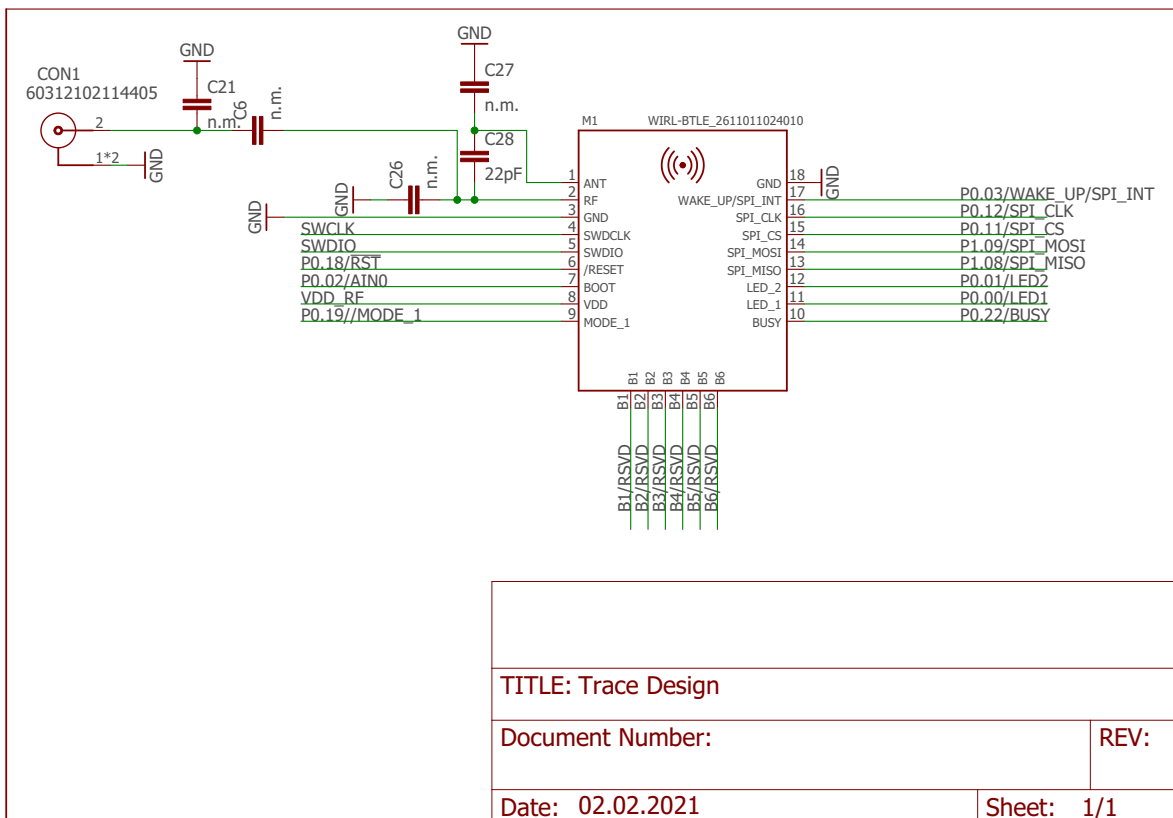 GND
CON1
60312102114405
2
1*2
GND
C21
n.m.
C6
n.m.
GND
C27
n.m.
C28
22pF
GND
C26
n.m.
GND
M1
WIRL-BTLE_2611011024010
1 ANT
2 RF
3 GND
SWCLK 4 SWDCLK
SWDIO 5 SWDIO
P0.18/RST 6 /RESET
P0.02/AIN0 7 BOOT
VDD_RF 8 VDD
P0.19//MODE_1 9 MODE_1
GND 18 GND
WAKE_UP/SPI_INT 17 P0.03/WAKE_UP/SPI_INT
SPI_CLK 16 P0.12/SPI_CLK
SPI_CS 15 P0.11/SPI_CS
SPI_MOSI 14 P1.09/SPI_MOSI
SPI_MISO 13 P1.08/SPI_MISO
LED_2 12 P0.01/LED2
LED_1 11 P0.00/LED1
BUSY 10 P0.22/BUSY
B1 B2 B3 B4 B5 B6
B1 B2 B3 B4 B5 B6
B1/RSVD
B2/RSVD
B3/RSVD
B4/RSVD
B5/RSVD
B6/RSVD
TITLE: Trace Design
Document Number:
REV:
Date: 02.02.2021
Sheet: 1/1